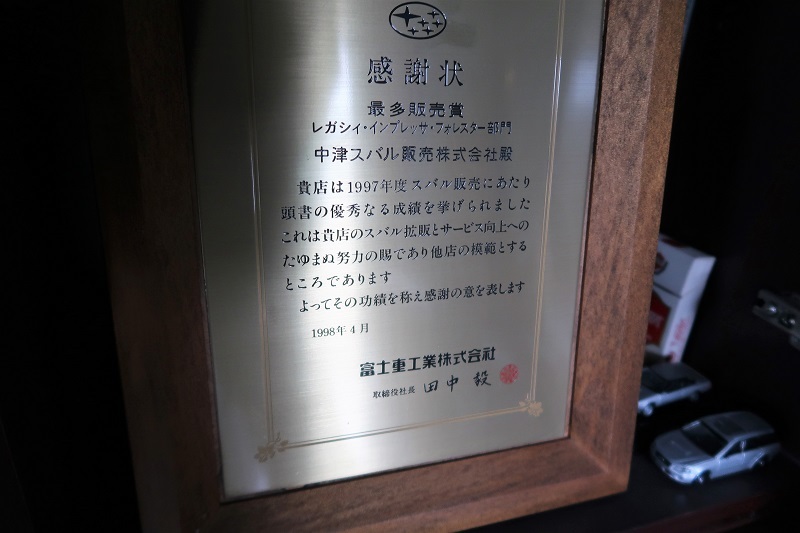 感謝状
最多販売賞
レガシィ・インプレッサ・フォレスター部門
中津スバル販売株式会社殿
貴店は1997年度スバル販売にあたり
頭書の優秀なる成績を挙げられました
これは貴店のスバル拡販とサービス向上への
たゆまぬ努力の賜であり他店の模範とする
ところであります
よってその功績を称え感謝の意を表します
1998年4月
富士重工業株式会社
取締役社長 田中毅